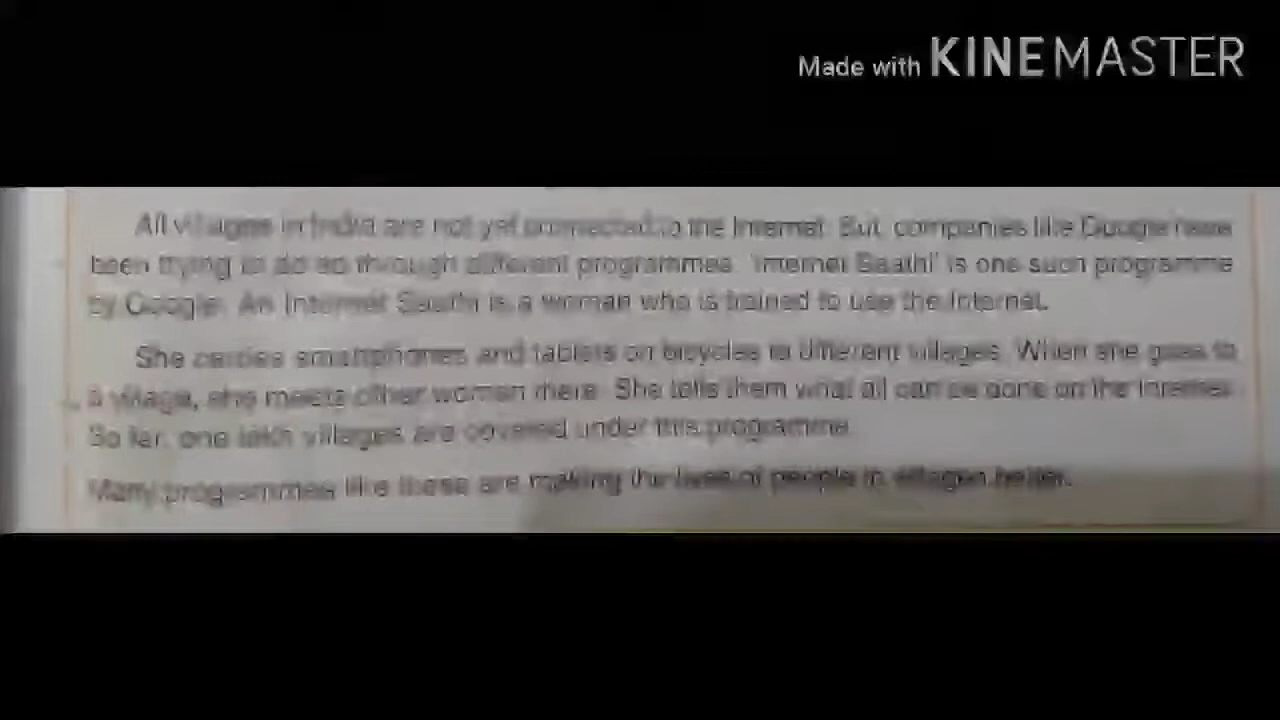 Made with KINEMASTER
All villages in India are not yet connected to the Internet. But, companies like Google have
been trying to do so through different programmes. 'Internet Saathi' is one such programme
by Google. An Internet Saathi is a woman who is trained to use the Internet.
She carries smartphones and tablets on bicycles to different villages. When she goes to
a village, she meets other women there. She tells them what all can be done on the Internet.
So far, one lakh villages are covered under this programme.
Many programmes like these are making the lives of people in villages better.